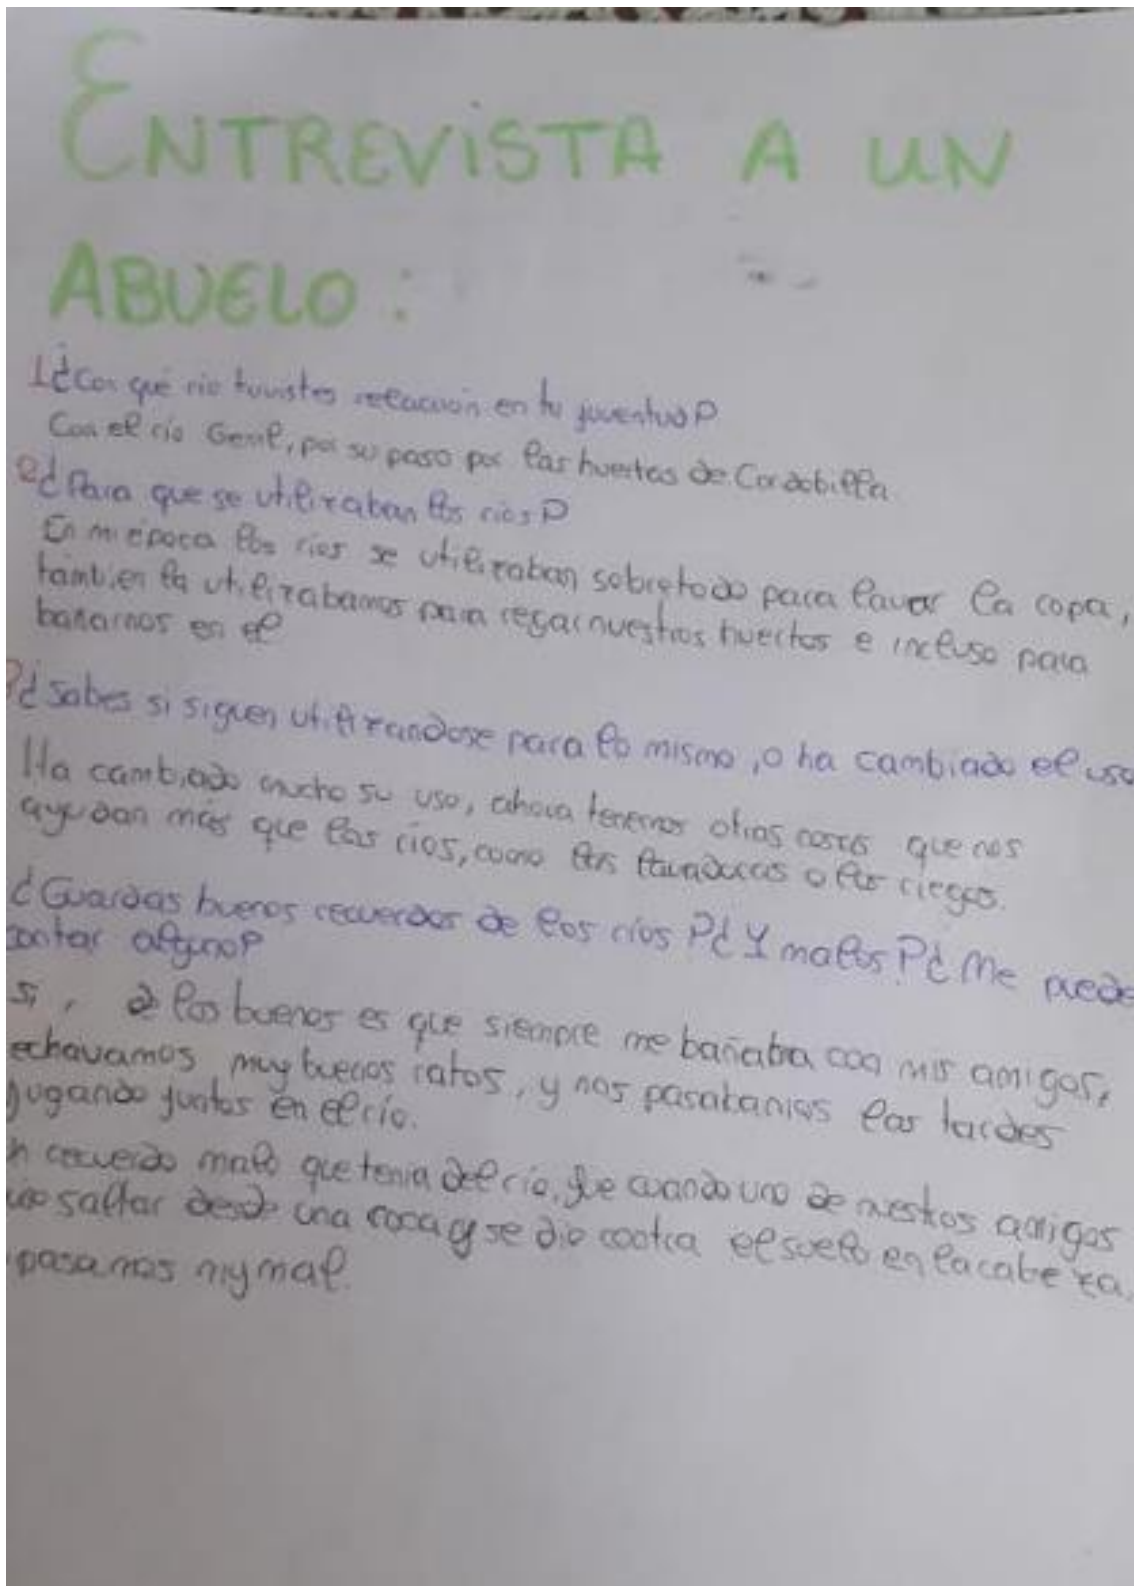 ENTREVISTA A UN
ABUELO:
1¿Con qué río tuvistes relación en tu juventud?
Con el río Genil, por su paso por las huertas de Cordobilla.
2¿Para que se utilizaban los ríos?
En mi época los ríos se utilizaban sobretodo para lavar la ropa,
tambien la utilizabamos para regar nuestros huertos e incluso para
bañarnos en el
¿Sabes si siguen utilizandose para lo mismo, o ha cambiado el uso
Ha cambiado mucho su uso, ahora tenemos otras cosas que nos
ayudan más que los ríos, como las lavadoras o los riegos.
¿Guardas buenos recuerdos de los ríos? ¿Y malos? ¿Me puede
contar alguno?
si, de los buenos es que siempre me bañaba con mis amigos,
echavamos muy buenos ratos, y nos pasabamos las tardes
jugando juntos en el río.
n recuerdo malo que tenia del río, que cuando uno de nuestros amigos
iso saltar desde una roca y se dio contra el suelo en la cabeza,
pasamos muy mal.